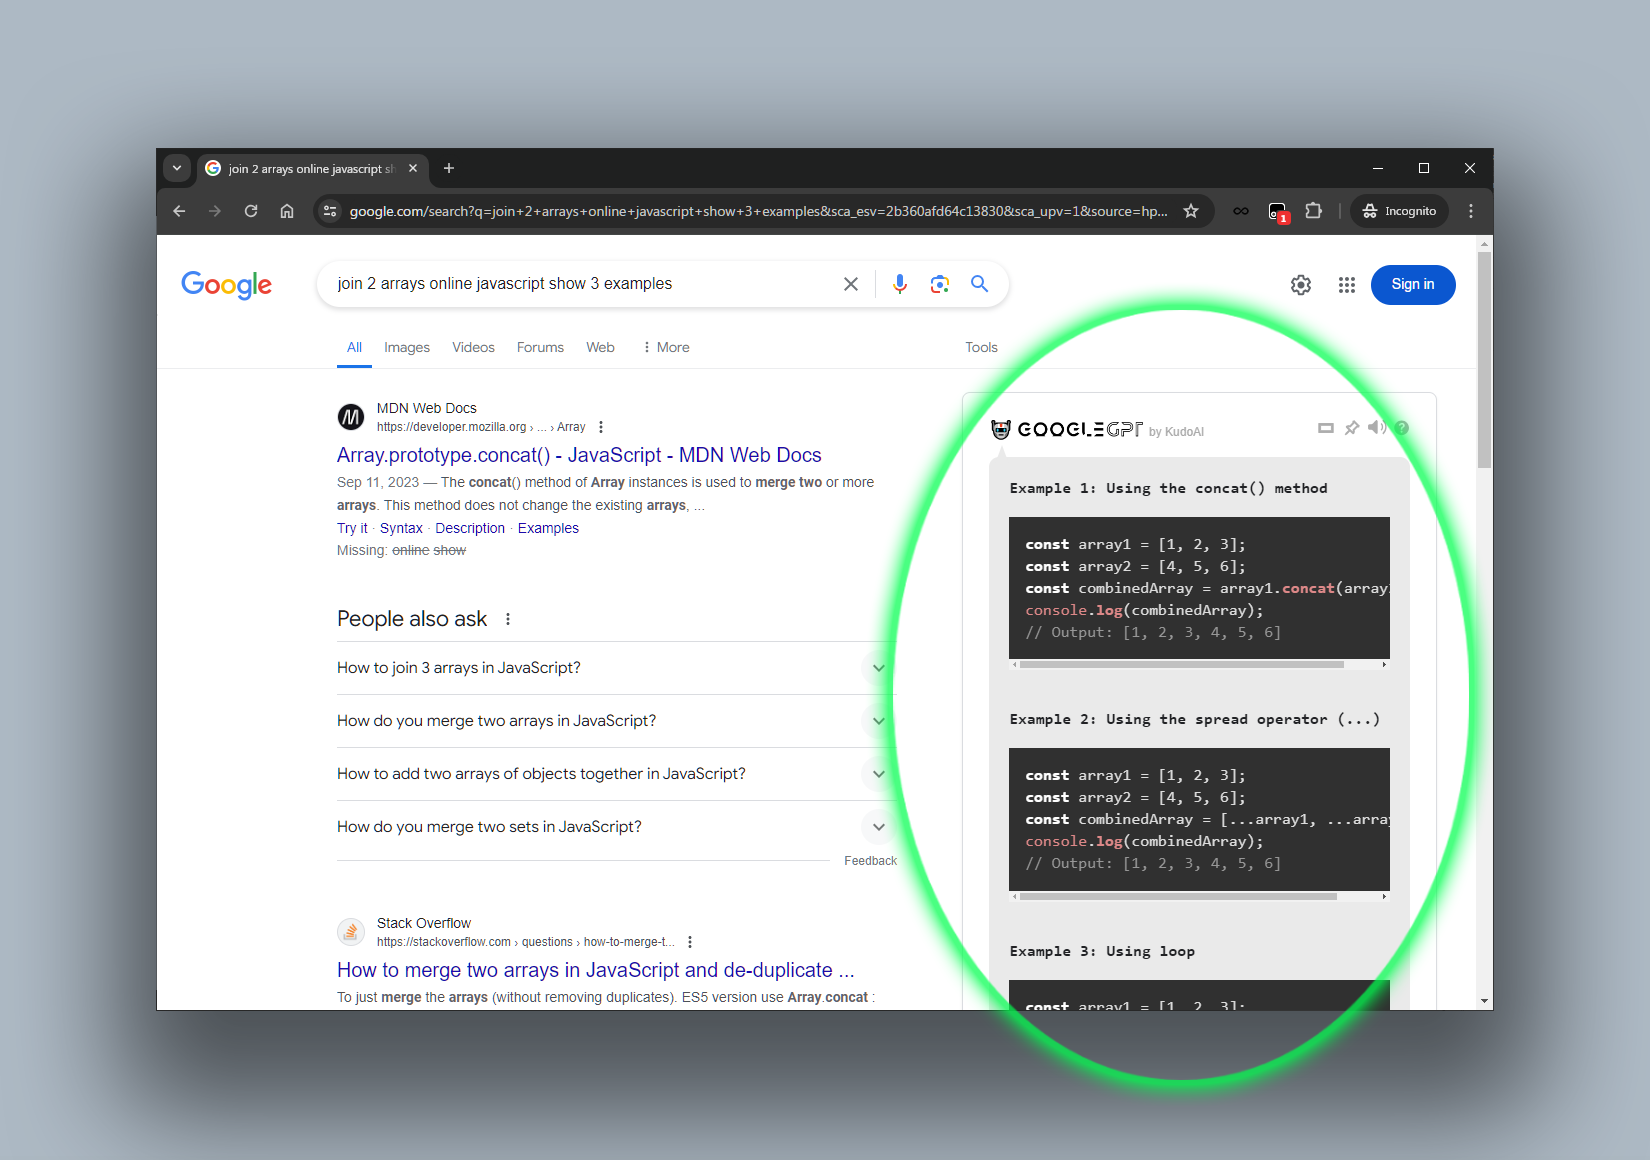 join 2 arrays online javascript sh
google.com/search?q=join+2+arrays+online+javascript+show+3+examples&sca_esv=2b360afd64c13830&sca_upv=1&source=hp...
1
Incognito
Google
join 2 arrays online javascript show 3 examples
Sign in
All Images Videos Forums Web More Tools
MDN Web Docs
https://developer.mozilla.org › ... › Array
Array.prototype.concat() - JavaScript - MDN Web Docs
Sep 11, 2023 — The concat() method of Array instances is used to merge two or more
arrays. This method does not change the existing arrays, ...
Try it · Syntax · Description · Examples
Missing: online show
People also ask
How to join 3 arrays in JavaScript?
How do you merge two arrays in JavaScript?
How to add two arrays of objects together in JavaScript?
How do you merge two sets in JavaScript?
Feedback
Stack Overflow
https://stackoverflow.com › questions › how-to-merge-t...
How to merge two arrays in JavaScript and de-duplicate ...
To just merge the arrays (without removing duplicates). ES5 version use Array.concat :
GOOGLEGPT by KudoAI
?
Example 1: Using the concat() method
const array1 = [1, 2, 3];
const array2 = [4, 5, 6];
const combinedArray = array1.concat(array
console.log(combinedArray);
// Output: [1, 2, 3, 4, 5, 6]
Example 2: Using the spread operator (...)
const array1 = [1, 2, 3];
const array2 = [4, 5, 6];
const combinedArray = [...array1, ...array
console.log(combinedArray);
// Output: [1, 2, 3, 4, 5, 6]
Example 3: Using loop
const array1 = [1, 2, 3];